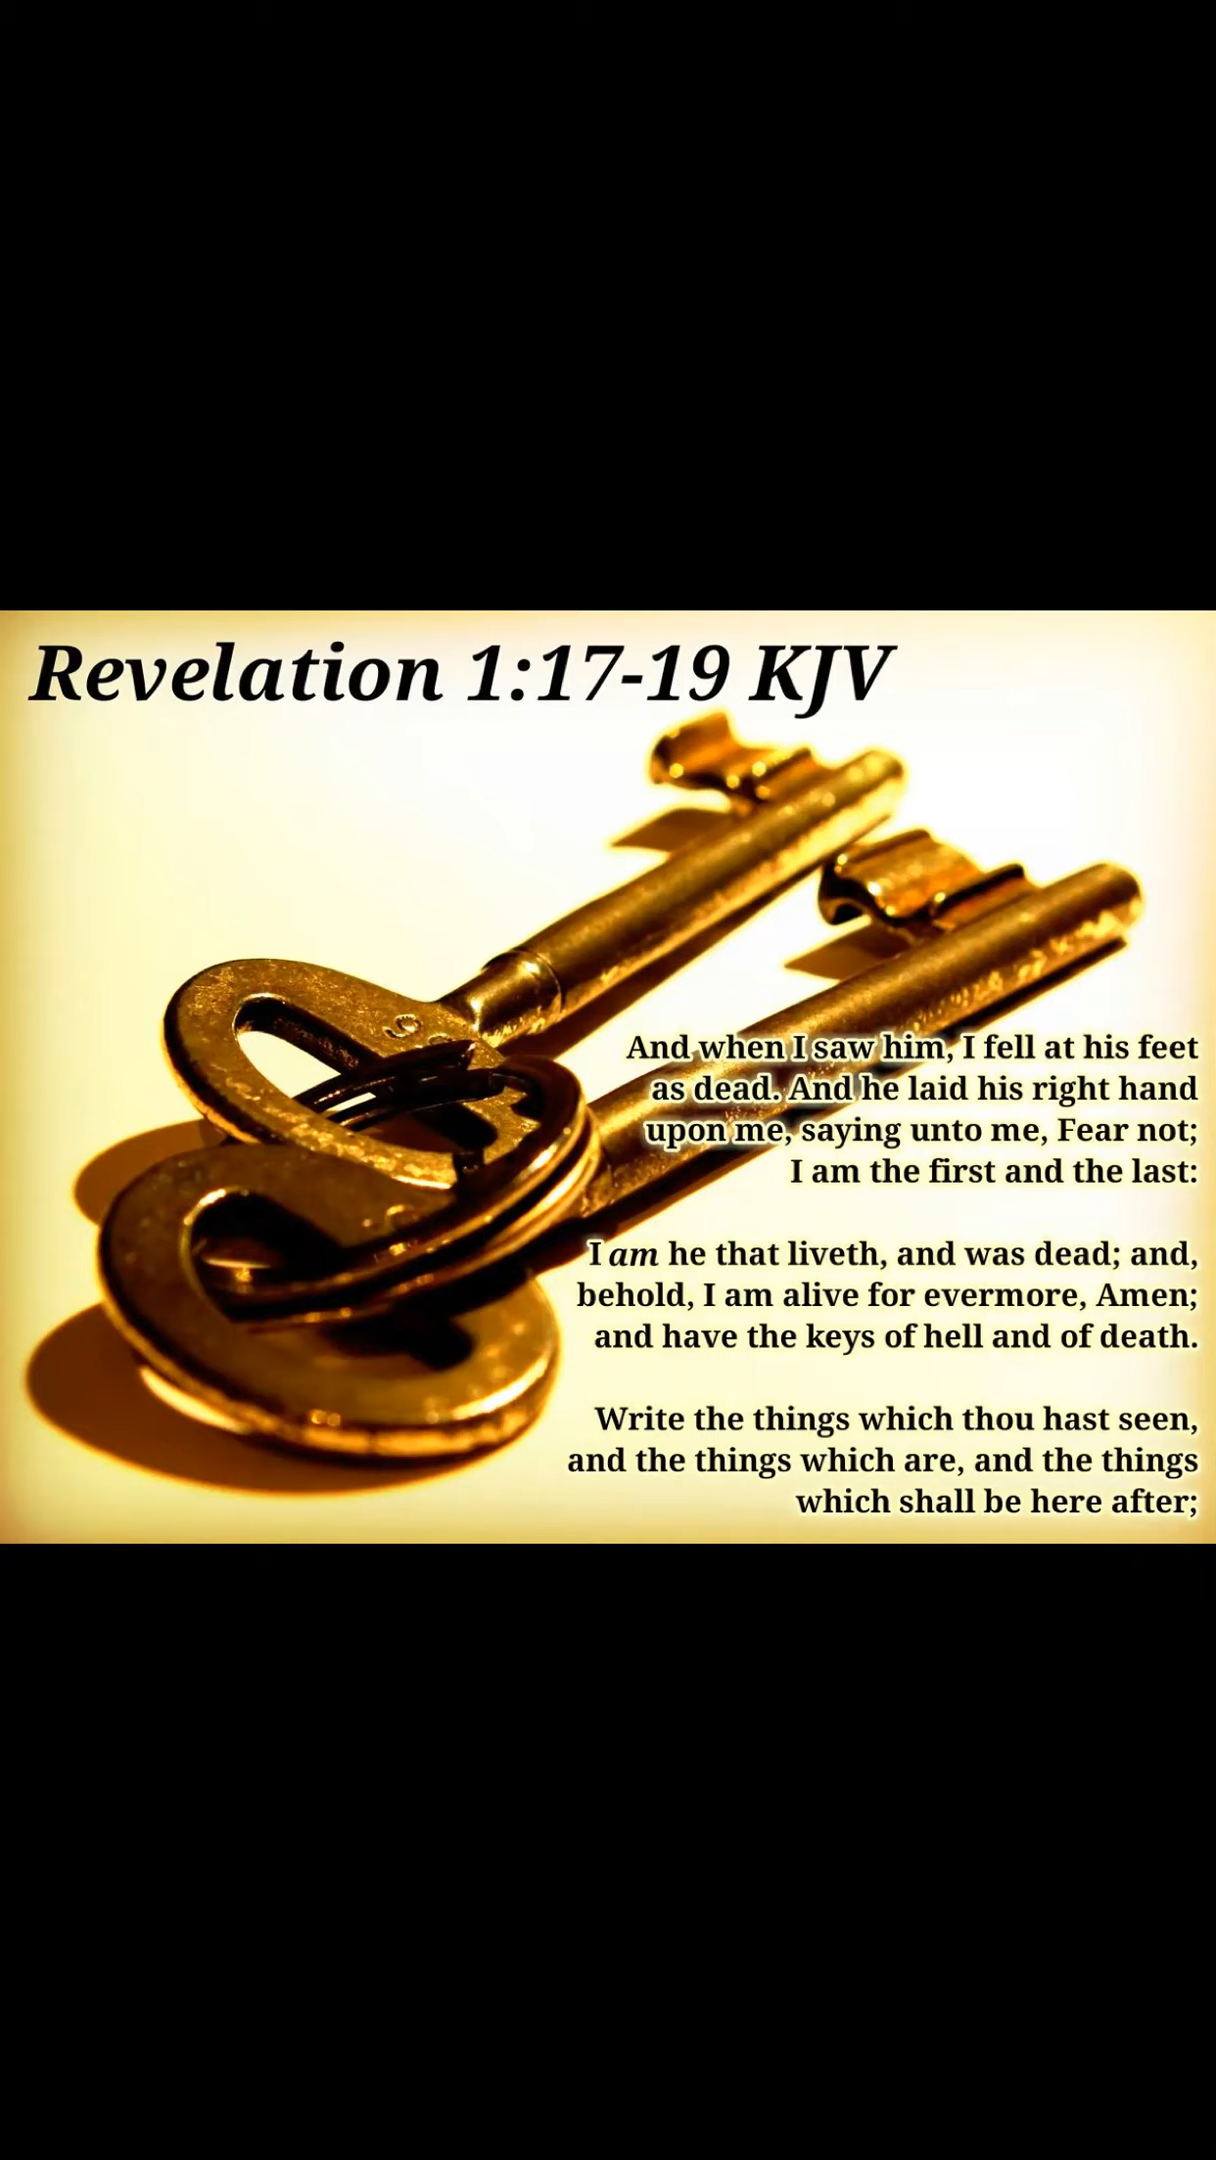 Revelation 1:17-19 KJV
And when I saw him, I fell at his feet
as dead. And he laid his right hand
upon me, saying unto me, Fear not;
I am the first and the last:
I am he that liveth, and was dead; and,
behold, I am alive for evermore, Amen;
and have the keys of hell and of death.
Write the things which thou hast seen,
and the things which are, and the things
which shall be here after;